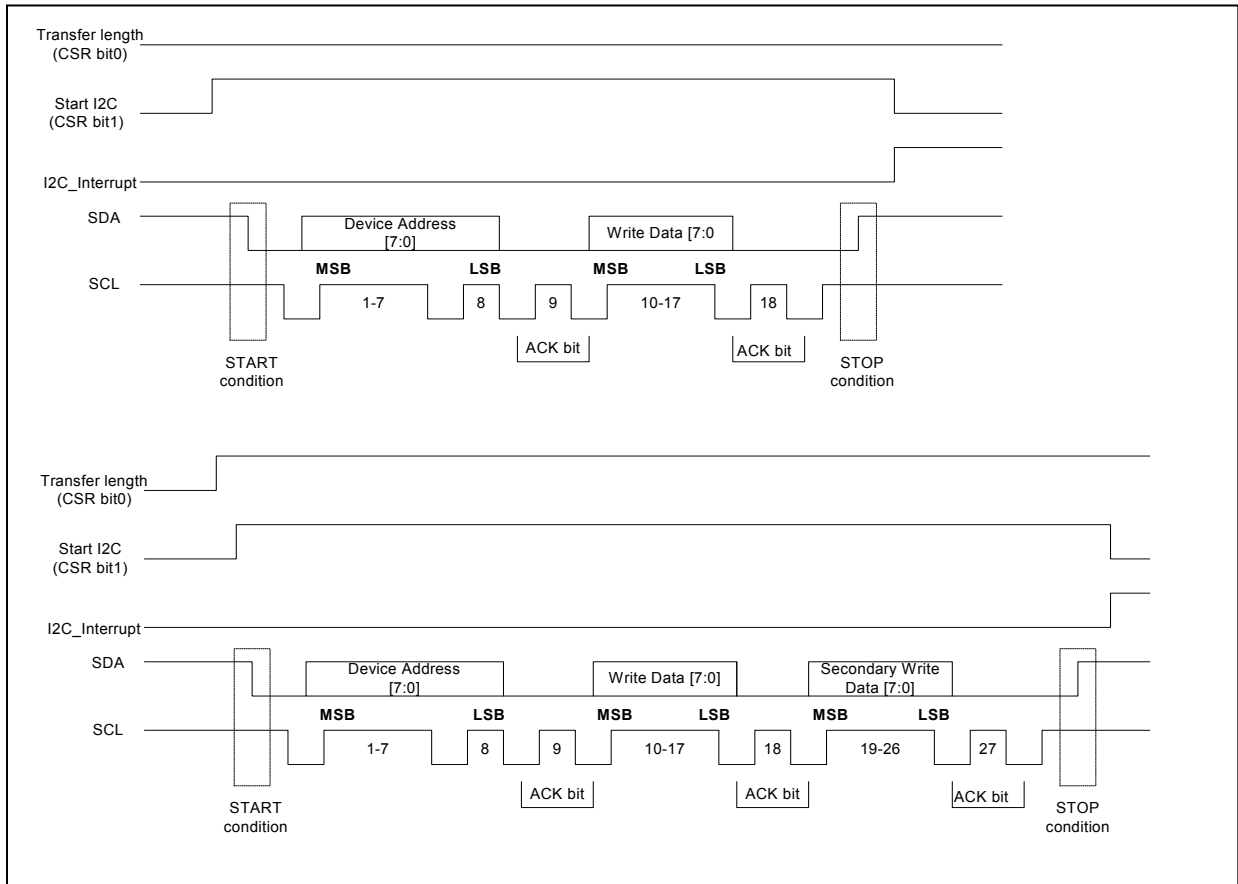 Transfer length
(CSR bit0)
Start I2C
(CSR bit1)
I2C_Interrupt
SDA
Device Address
[7:0]
Write Data [7:0
MSB LSB MSB LSB
SCL
1-7 8 9 10-17 18
ACK bit ACK bit
START
condition
STOP
condition
Transfer length
(CSR bit0)
Start I2C
(CSR bit1)
I2C_Interrupt
SDA
Device Address
[7:0]
Write Data [7:0]
Secondary Write
Data [7:0]
MSB LSB MSB LSB MSB LSB
SCL
1-7 8 9 10-17 18 19-26 27
ACK bit ACK bit ACK bit
START
condition
STOP
condition